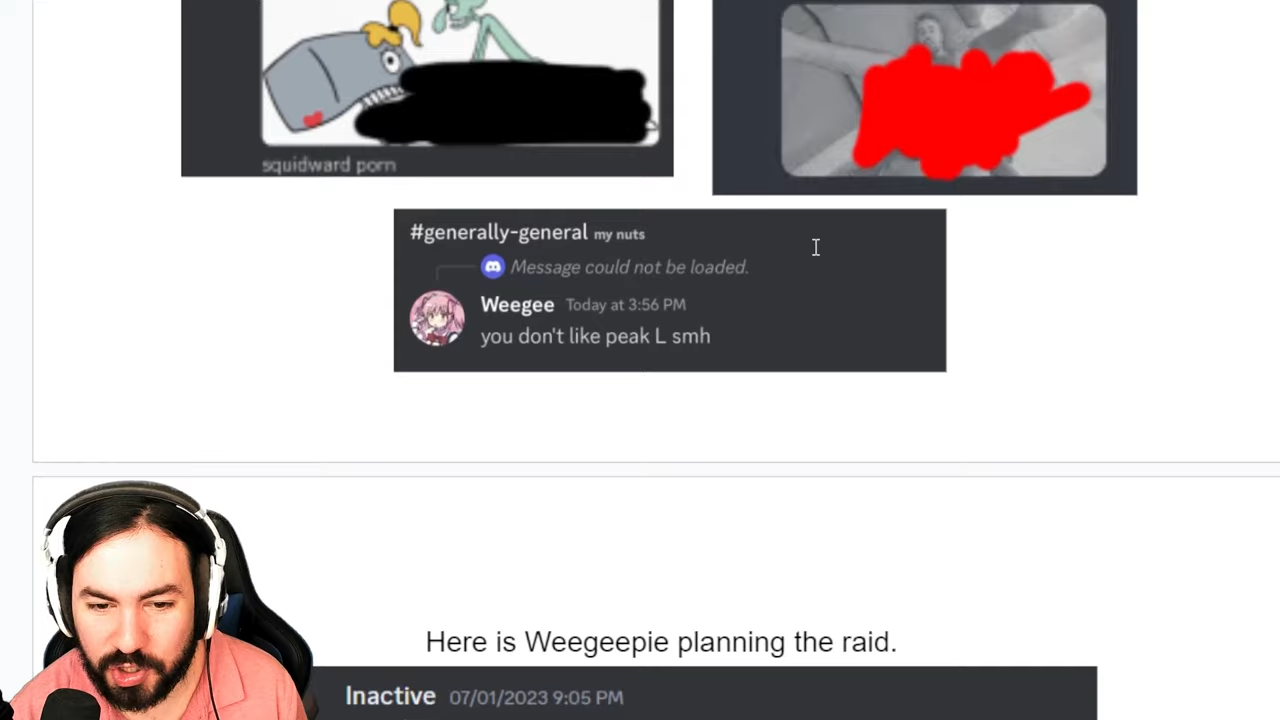 squidward porn
#generally-general my nuts
Message could not be loaded.
Weegee Today at 3:56 PM
you don't like peak L smh
Here is Weegeepie planning the raid.
Inactive 07/01/2023 9:05 PM